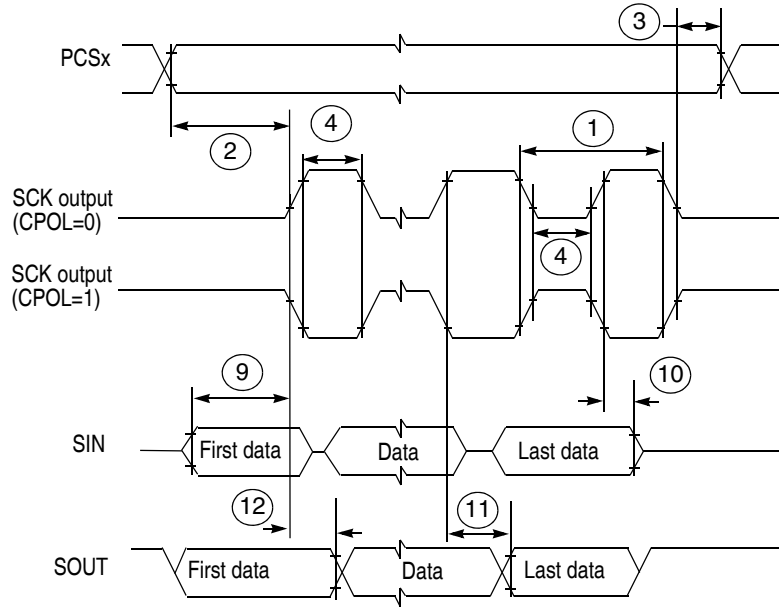 3
PCSx
2
4
1
SCK output
(CPOL=0)
4
SCK output
(CPOL=1)
9
10
SIN
First data
Data
Last data
12
11
SOUT
First data
Data
Last data